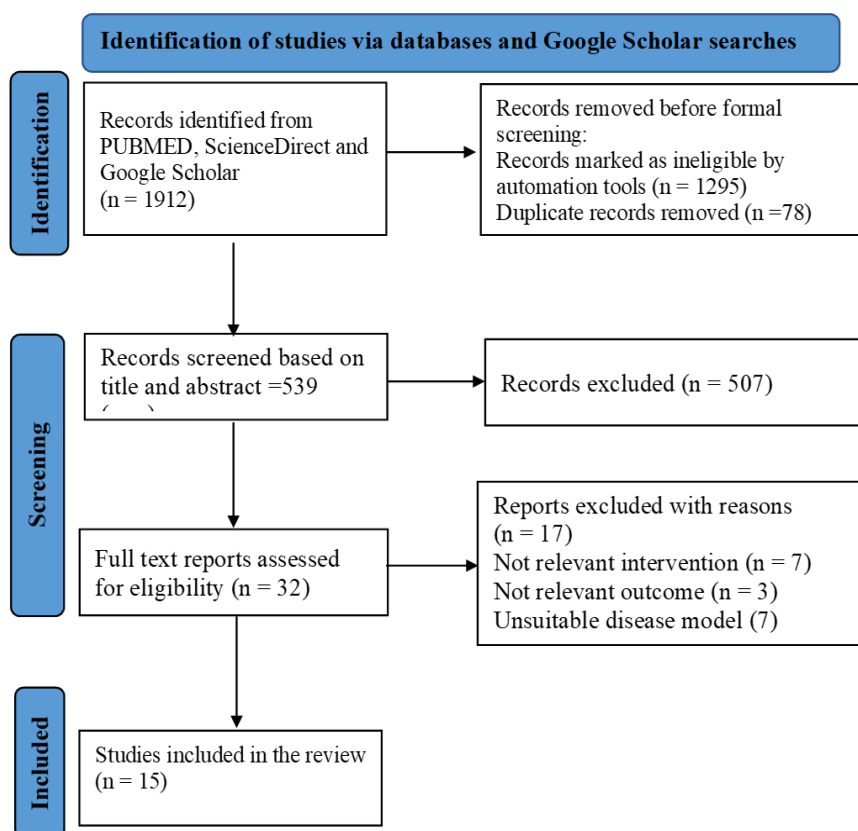 Identification of studies via databases and Google Scholar searches
Identification
Records identified from
PUBMED, ScienceDirect and
Google Scholar
(n = 1912)
Records removed before formal
screening:
Records marked as ineligible by
automation tools (n = 1295)
Duplicate records removed (n =78)
Screening
Records screened based on
title and abstract =539
Records excluded (n = 507)
Full text reports assessed
for eligibility (n = 32)
Reports excluded with reasons
(n = 17)
Not relevant intervention (n = 7)
Not relevant outcome (n = 3)
Unsuitable disease model (7)
Included
Studies included in the review
(n = 15)